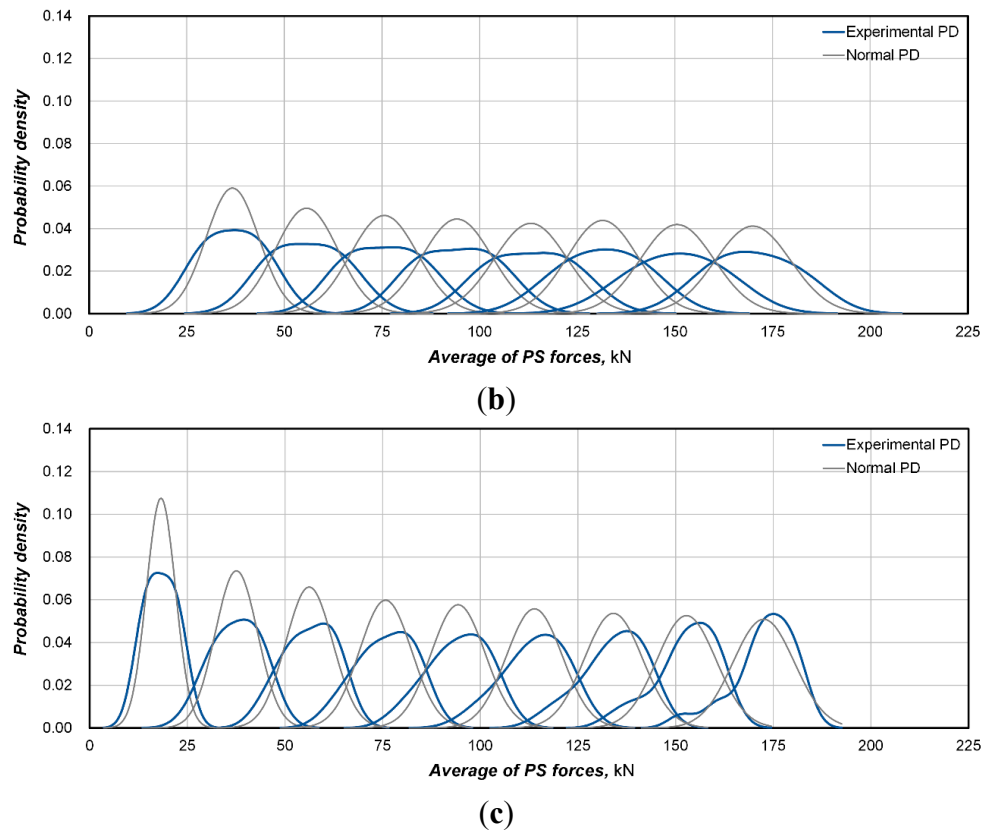 0.14
0.12
0.10
0.08
0.06
0.04
0.02
0.00
Probability density
Experimental PD
Normal PD
0 25 50 75 100 125 150 175 200 225
Average of PS forces, kN
(b)
0.14
0.12
0.10
0.08
0.06
0.04
0.02
0.00
Probability density
Experimental PD
Normal PD
0 25 50 75 100 125 150 175 200 225
Average of PS forces, kN
(c)